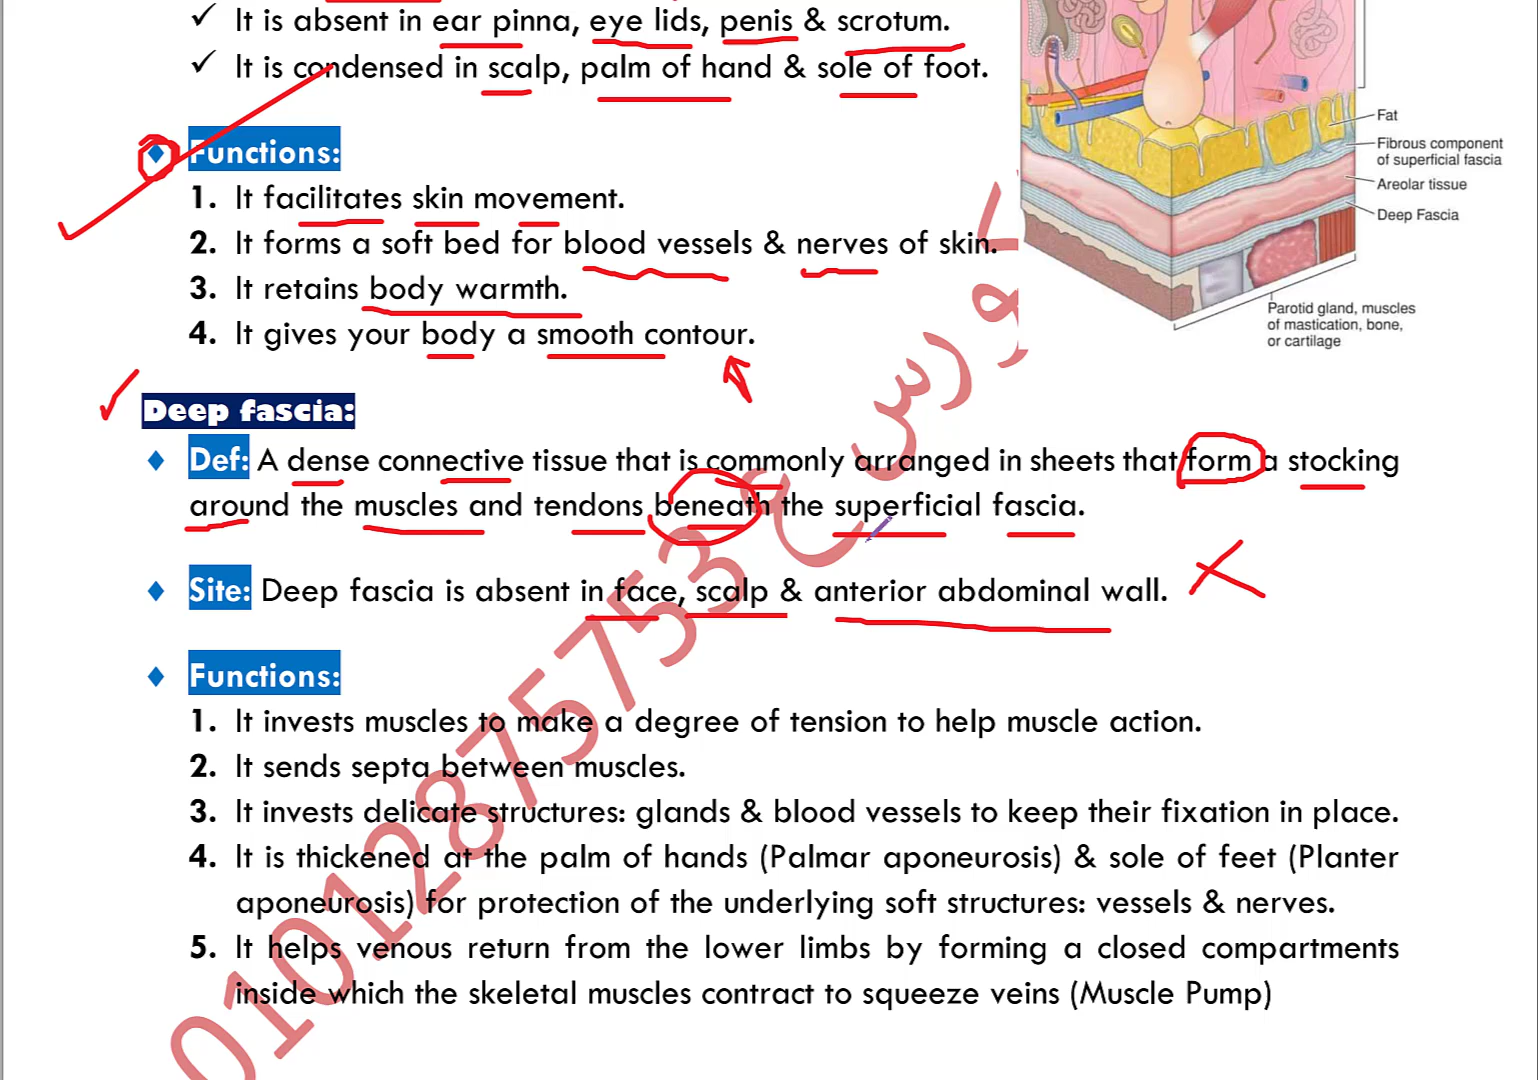 ✓ It is absent in ear pinna, eye lids, penis & scrotum.
✓ It is condensed in scalp, palm of hand & sole of foot.
Functions:
1. It facilitates skin movement.
2. It forms a soft bed for blood vessels & nerves of skin.
3. It retains body warmth.
4. It gives your body a smooth contour.
Fat
Fibrous component
of superficial fascia
Areolar tissue
Deep Fascia
Parotid gland, muscles
of mastication, bone,
or cartilage
Deep fascia:
Def: A dense connective tissue that is commonly arranged in sheets that form a stocking
around the muscles and tendons beneath the superficial fascia.
Site: Deep fascia is absent in face, scalp & anterior abdominal wall.
Functions:
1. It invests muscles to make a degree of tension to help muscle action.
2. It sends septa between muscles.
3. It invests delicate structures: glands & blood vessels to keep their fixation in place.
4. It is thickened at the palm of hands (Palmar aponeurosis) & sole of feet (Planter
aponeurosis) for protection of the underlying soft structures: vessels & nerves.
5. It helps venous return from the lower limbs by forming a closed compartments
inside which the skeletal muscles contract to squeeze veins (Muscle Pump)
01012875753